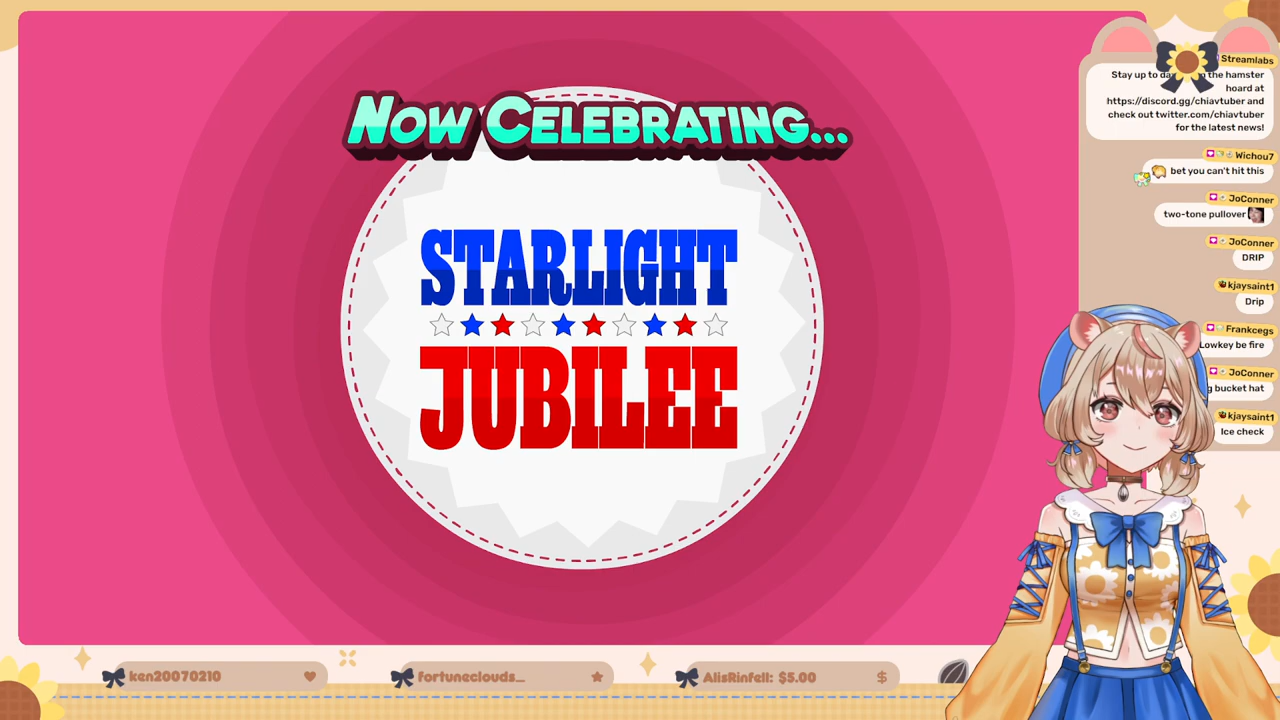 NOW CELEBRATING...
STARLIGHT
JUBILEE
Streamlabs
Stay up to the hamster
hoard at
https://discord.gg/chiavtuber and
check out twitter.com/chiavtuber
for the latest news!
Wichou7
bet you can't hit this
JoConner
two-tone pullover
JoConner
DRIP
kjaysaint1
Drip
Frankcegs
Lowkey be fire
JoConner
bucket hat
kjaysaint1
Ice check
ken20070210
fortuneclouds_
AlisRinfell: $5.00 $